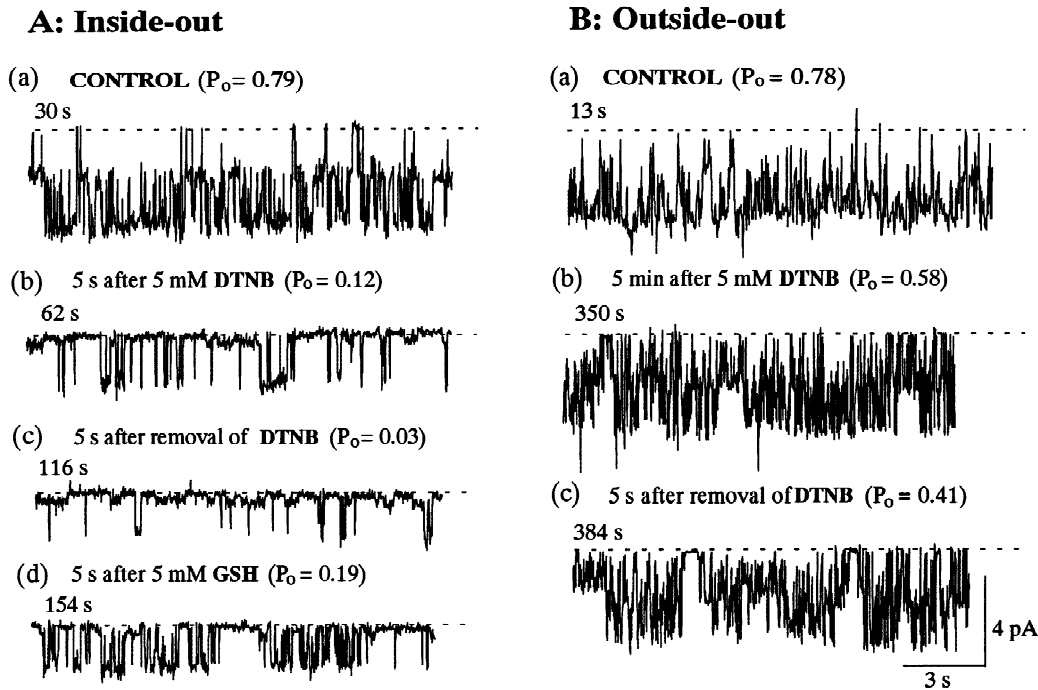 A: Inside-out
(a) CONTROL (Po = 0.79)
30 s
(b) 5 s after 5 mM DTNB (Po = 0.12)
62 s
(c) 5 s after removal of DTNB (Po = 0.03)
116 s
(d) 5 s after 5 mM GSH (Po = 0.19)
154 s
B: Outside-out
(a) CONTROL (Po = 0.78)
13 s
(b) 5 min after 5 mM DTNB (Po = 0.58)
350 s
(c) 5 s after removal of DTNB (Po = 0.41)
384 s
4 pA
3 s